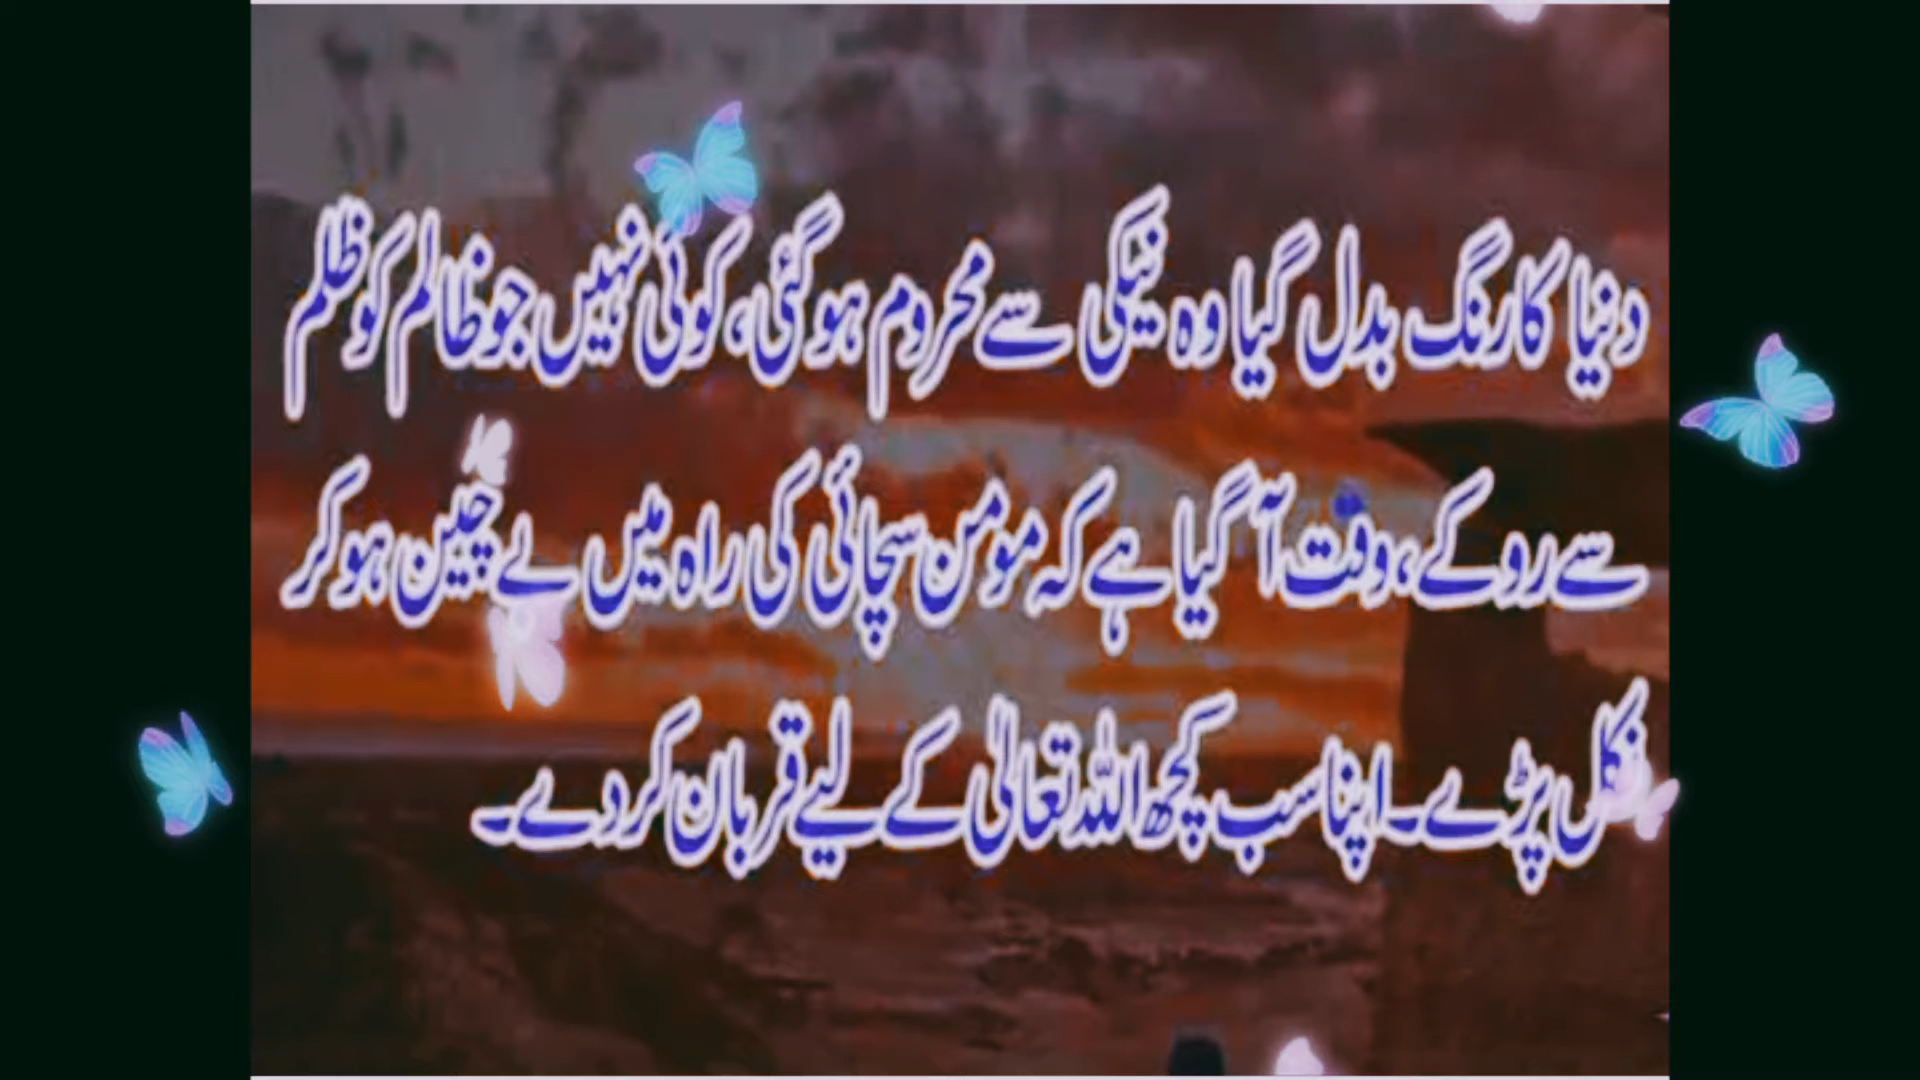 دنیا کا رنگ بدل گیا وہ نیکی سے محروم ہوگئی، کوئی نہیں جو ظالم کو ظلم
سے روکے، وقت آ گیا ہے کہ مومن سچائی کی راہ میں بے چین ہو کر
نکل پڑے۔ اپنا سب کچھ اللہ تعالیٰ کے لیے قربان کر دے۔